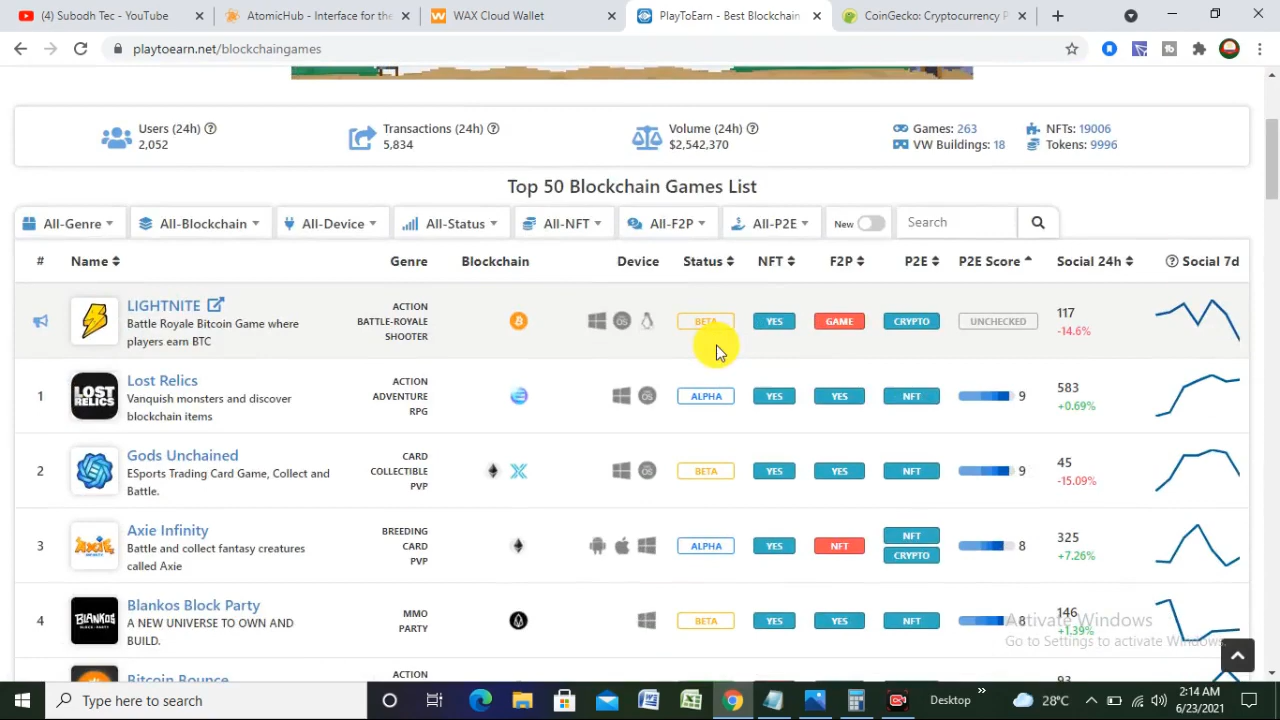 (4) Subodh Tec - YouTube
AtomicHub - Interface for the
WAX Cloud Wallet
PlayToEarn - Best Blockchain
CoinGecko: Cryptocurrency P
playtoearn.net/blockchaingames
Users (24h)
2,052
Transactions (24h)
5,834
Volume (24h)
$2,542,370
Games: 263
VW Buildings: 18
NFTs: 19006
Tokens: 9996
Top 50 Blockchain Games List
All-Genre
All-Blockchain
All-Device
All-Status
All-NFT
All-F2P
All-P2E
New
Search
# Name Genre Blockchain Device Status NFT F2P P2E P2E Score Social 24h Social 7d
LIGHTNITE
Battle Royale Bitcoin Game where
players earn BTC
ACTION
BATTLE-ROYALE
SHOOTER
BETA
YES
GAME
CRYPTO
UNCHECKED
117
-14.6%
1
LOST
RELICS
Lost Relics
Vanquish monsters and discover
blockchain items
ACTION
ADVENTURE
RPG
ALPHA
YES
YES
NFT
9
583
+0.69%
2
Gods Unchained
ESports Trading Card Game, Collect and
Battle.
CARD
COLLECTIBLE
PVP
BETA
YES
YES
NFT
9
45
-15.09%
3
AXIE
Axie Infinity
Battle and collect fantasy creatures
called Axie
BREEDING
CARD
PVP
ALPHA
YES
NFT
NFT
CRYPTO
8
325
+7.26%
4
BLANKOS
Blankos Block Party
A NEW UNIVERSE TO OWN AND
BUILD.
MMO
PARTY
BETA
YES
YES
NFT
8
146
+1.39%
Activate Windows
Go to Settings to activate Windows.
Bitcoin Bounce
ACTION
93
Type here to search
Desktop
28°C
2:14 AM
6/23/2021